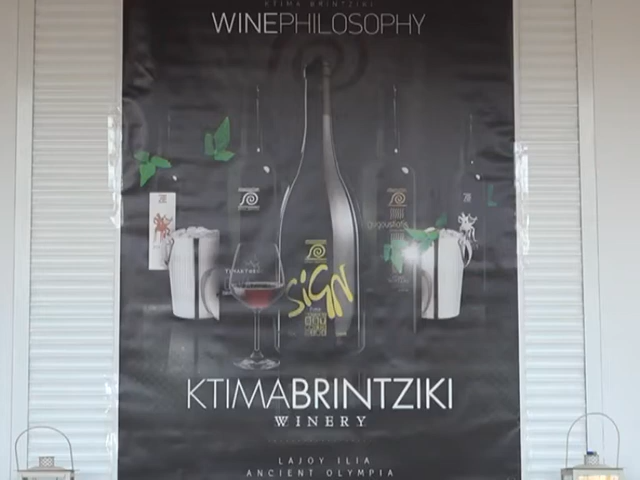 KTIMA BRINTZIKI
WINEPHILOSOPHY
SIGN
KTIMABRINTZIKI
WINERY
LAJOY ILIA
ANCIENT OLYMPIA